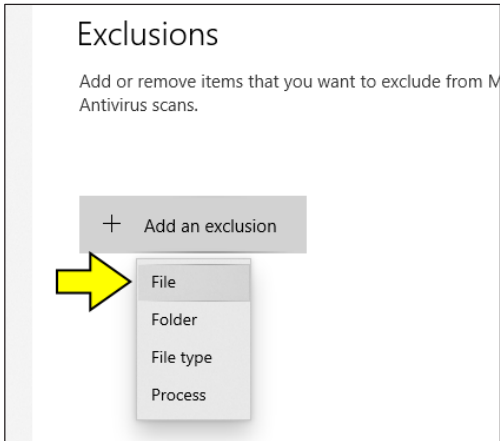 Exclusions
Add or remove items that you want to exclude from
Antivirus scans.
+ Add an exclusion
File
Folder
File type
Process